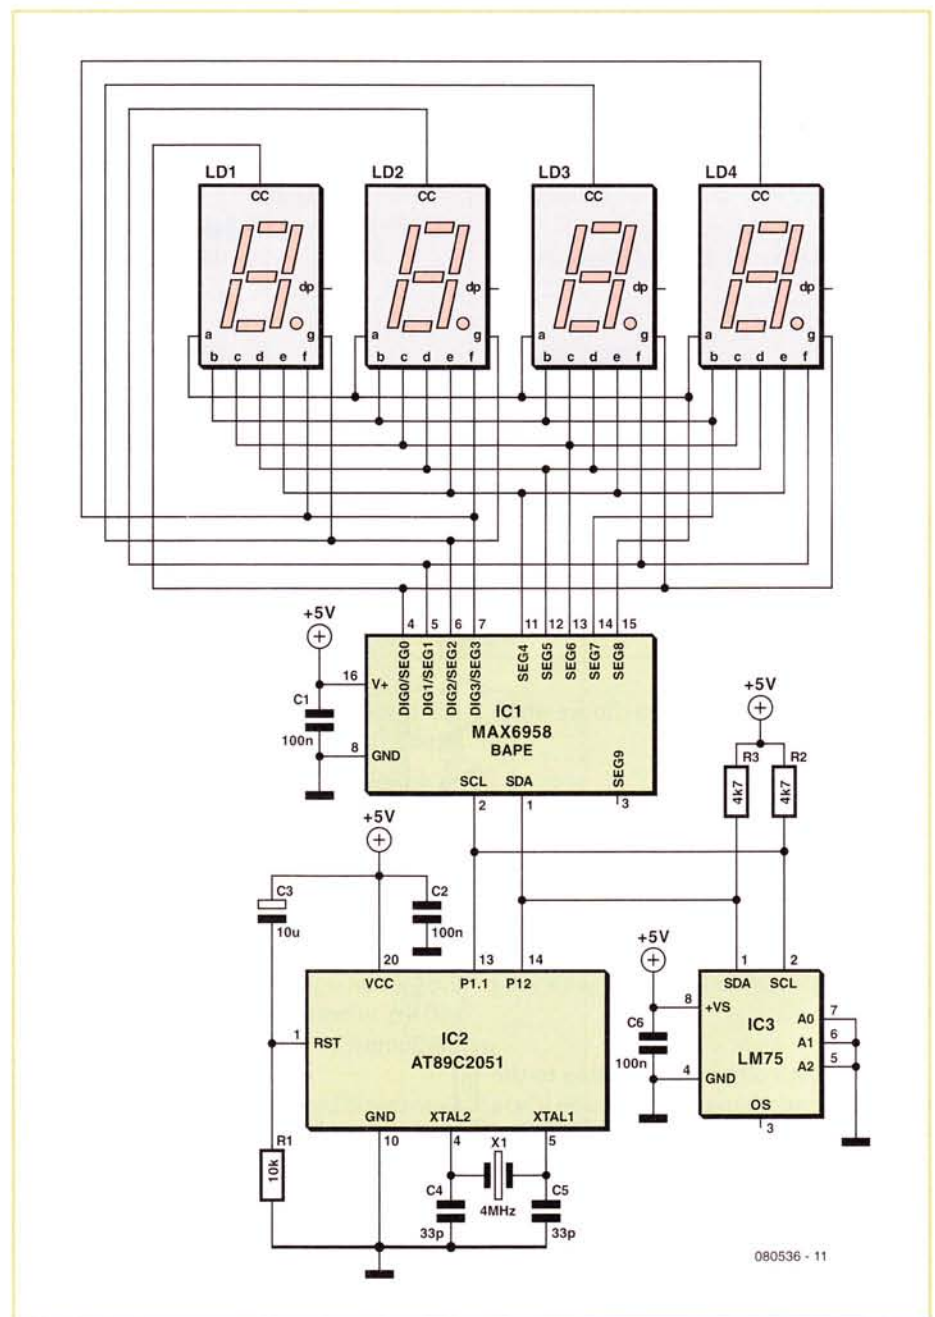 LD1 LD2 LD3 LD4
CC CC CC CC
dp dp dp dp
a g a g a g a g
b c d e f b c d e f b c d e f b c d e f
+5V
4 5 6 7 11 12 13 14 15
DIG0/SEG0 DIG1/SEG1 DIG2/SEG2 DIG3/SEG3 SEG4 SEG5 SEG6 SEG7 SEG8
16 V+
C1
100n
IC1
MAX6958
BAPE
8 GND
SCL SDA SEG9
2 1 3
+5V
R3 R2
4k7 4k7
+5V
C3
10u
C2
100n
20 13 14
VCC P1.1 P12
1 RST
IC2
AT89C2051
GND XTAL2 XTAL1
10 4 5
R1
10k
X1
4MHz
C4 C5
33p 33p
+5V
1 2
SDA SCL
8 +VS
IC3
LM75
C6
100n
A0 7
A1 6
A2 5
4 GND
OS
3
080536 - 11